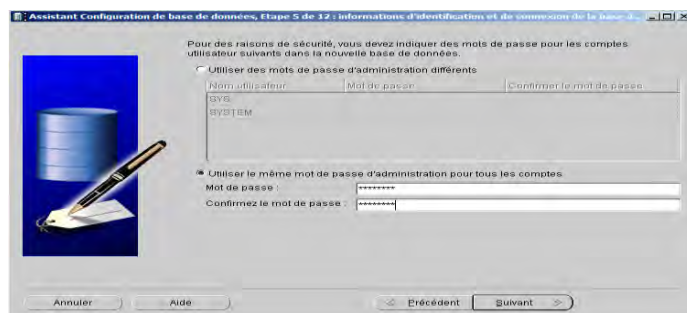 Assistant Configuration de base de données, Etape 5 de 12 : informations d'identification et de connexion de la base d...
Pour des raisons de sécurité, vous devez indiquer des mots de passe pour les comptes
utilisateur suivants dans la nouvelle base de données.
Utiliser des mots de passe d'administration différents
Nom utilisateur Mot de passe Confirmer le mot de passe
SYS
SYSTEM
Utiliser le même mot de passe d'administration pour tous les comptes
Mot de passe : ********
Confirmez le mot de passe : ********
Annuler Aide Précédent Suivant